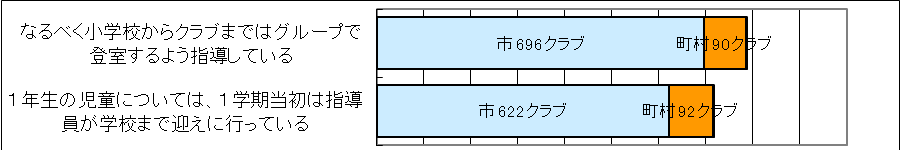 なるべく小学校からクラブまではグループで
登室するよう指導している
市696クラブ
町村90クラブ
１年生の児童については、１学期当初は指導
員が学校まで迎えに行っている
市622クラブ
町村92クラブ